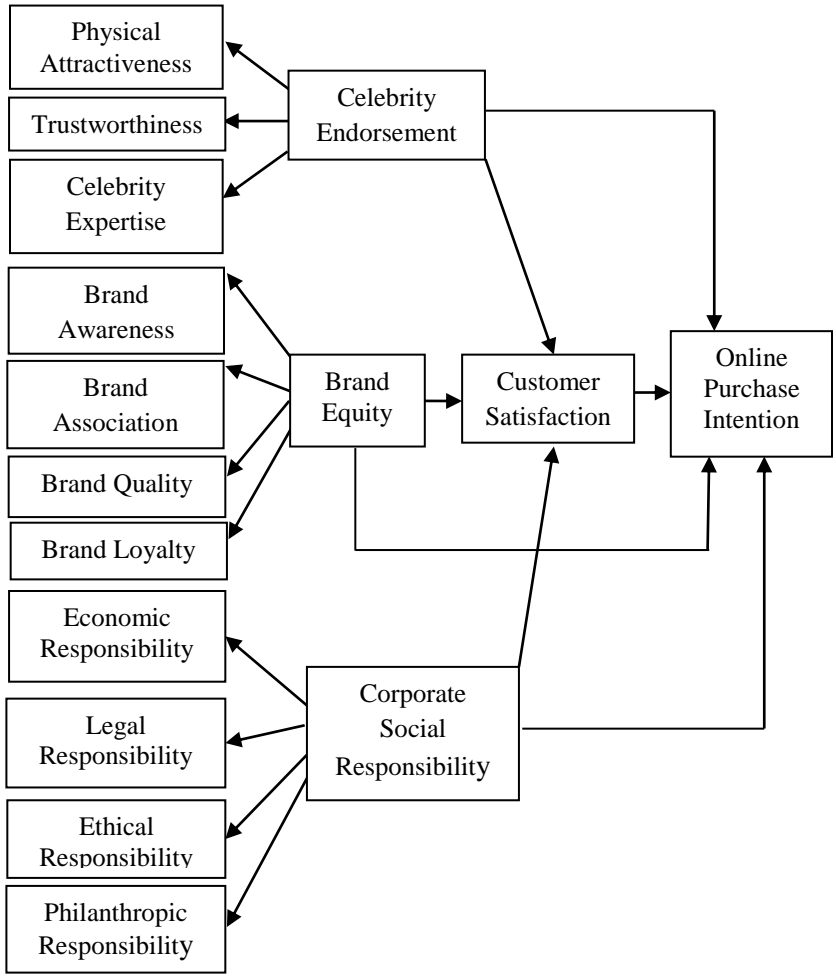 Physical
Attractiveness
Trustworthiness
Celebrity
Expertise
Celebrity
Endorsement
Brand
Awareness
Brand
Association
Brand Quality
Brand Loyalty
Brand
Equity
Customer
Satisfaction
Online
Purchase
Intention
Economic
Responsibility
Legal
Responsibility
Ethical
Responsibility
Philanthropic
Responsibility
Corporate
Social
Responsibility